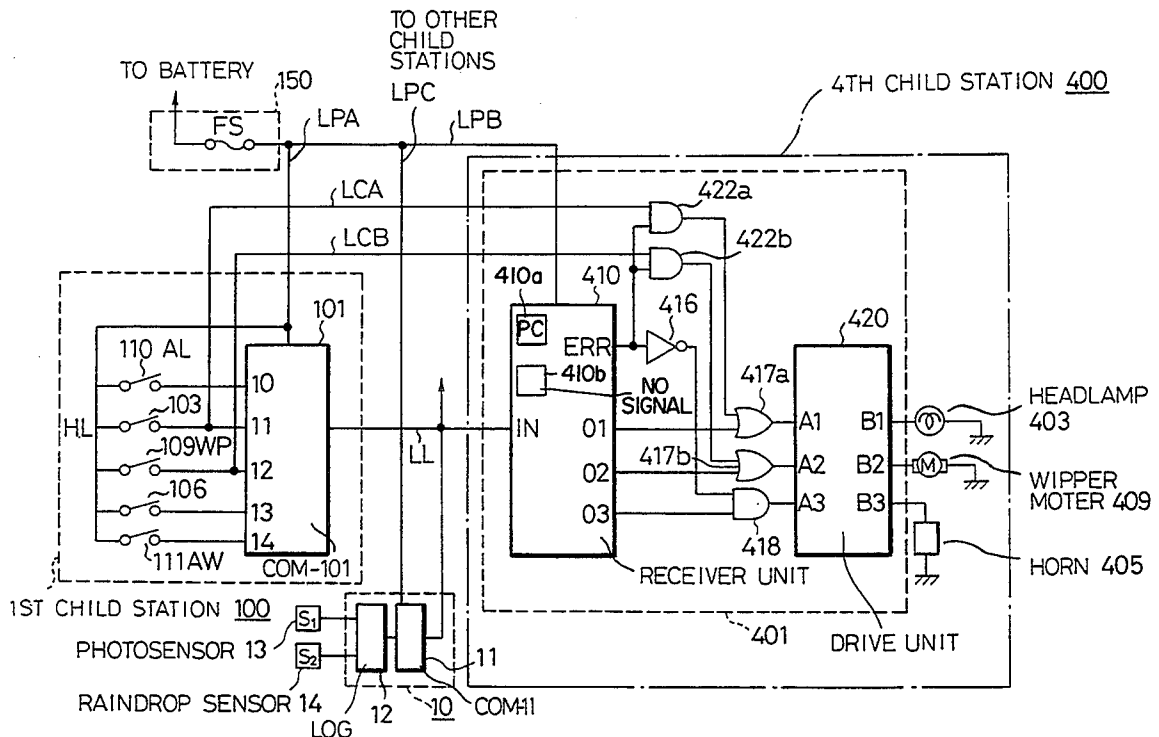 TO OTHER
CHILD
STATIONS
TO BATTERY
150
LPC
4TH CHILD STATION 400
FS
LPA
LPB
LCA
422a
LCB
422b
410a
410
416
101
PC
420
110 AL
ERR
410b
417a
10
NO
SIGNAL
HEADLAMP
403
103
HL
11
IN
01
A1
B1
109WP
LL
417b
12
02
A2
B2
M
WIPPER
MOTER 409
106
13
03
A3
B3
418
14
111AW
COM-101
RECEIVER UNIT
HORN 405
1ST CHILD STATION 100
401
DRIVE UNIT
PHOTOSENSOR 13
S1
11
RAINDROP SENSOR 14
S2
12
10
COM-11
LOG